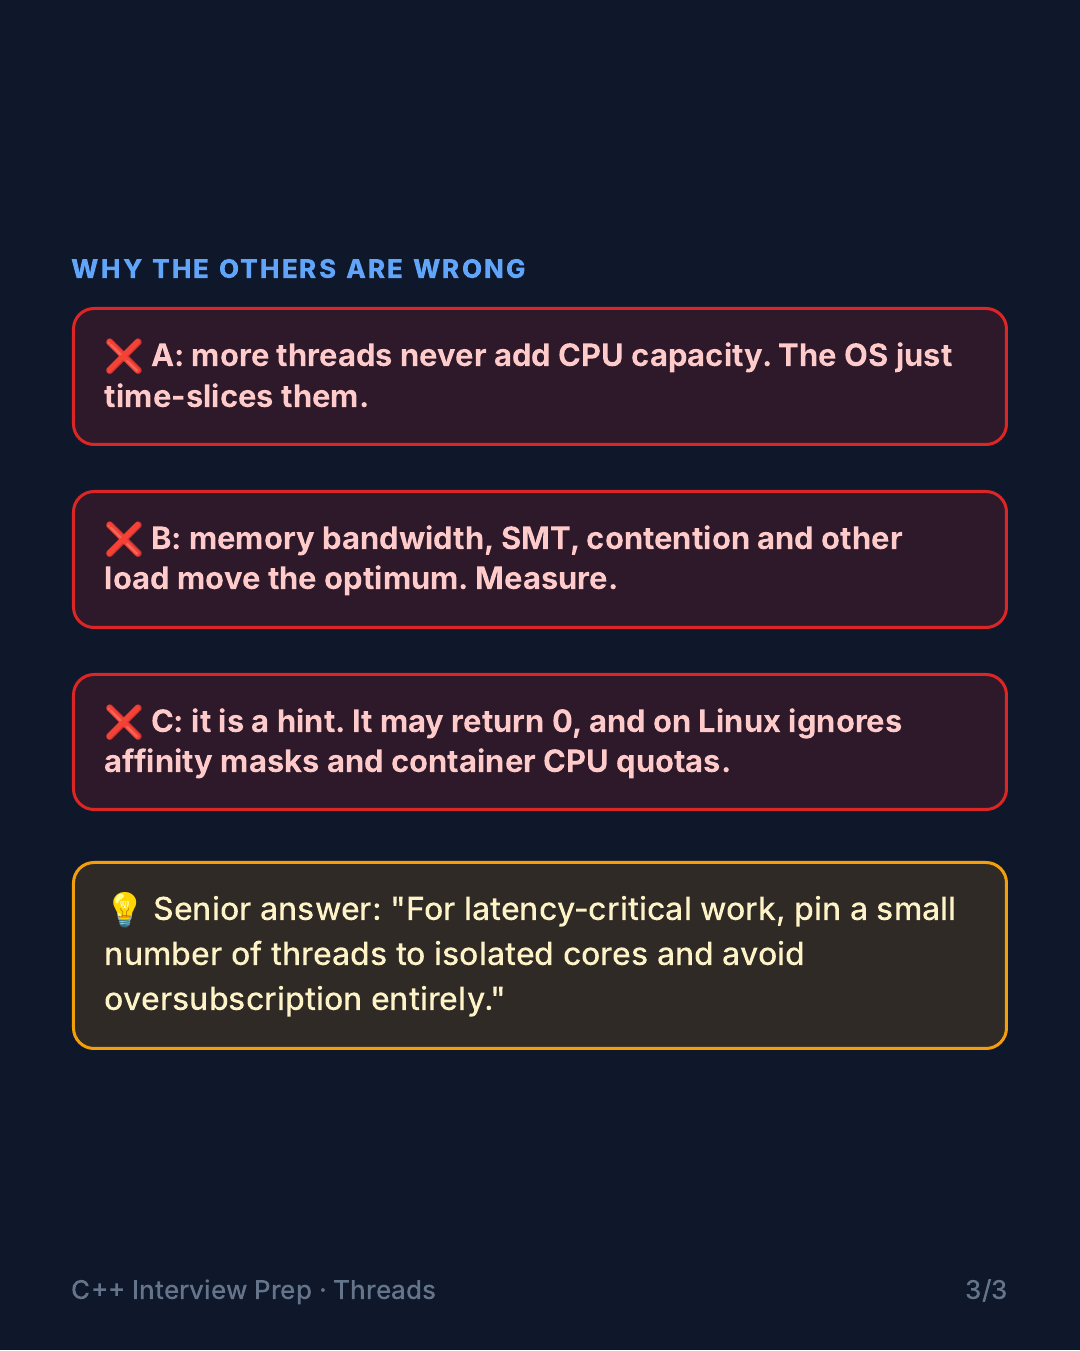 WHY THE OTHERS ARE WRONG
❌ A: more threads never add CPU capacity. The OS just
time-slices them.
❌ B: memory bandwidth, SMT, contention and other
load move the optimum. Measure.
❌ C: it is a hint. It may return 0, and on Linux ignores
affinity masks and container CPU quotas.
💡 Senior answer: "For latency-critical work, pin a small
number of threads to isolated cores and avoid
oversubscription entirely."
C++ Interview Prep · Threads
3/3